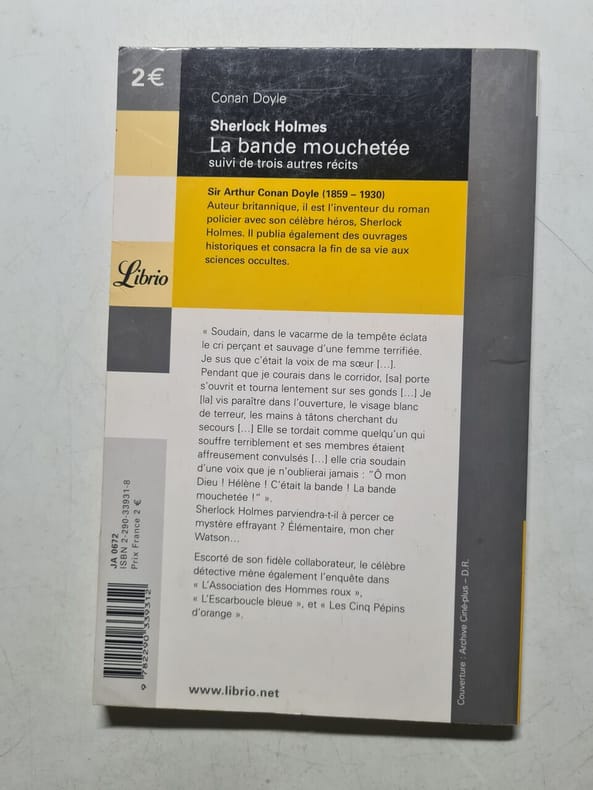 2 €
Conan Doyle
Sherlock Holmes
La bande mouchetée
suivi de trois autres récits
Sir Arthur Conan Doyle (1859 – 1930)
Auteur britannique, il est l'inventeur du roman
policier avec son célèbre héros, Sherlock
Holmes. Il publia également des ouvrages
historiques et consacra la fin de sa vie aux
sciences occultes.
Librio
« Soudain, dans le vacarme de la tempête éclata
le cri perçant et sauvage d'une femme terrifiée.
Je sus que c'était la voix de ma sœur [...].
Pendant que je courais dans le corridor, [sa] porte
s'ouvrit et tourna lentement sur ses gonds [...] Je
[la] vis paraître dans l'ouverture, le visage blanc
de terreur, les mains à tâtons cherchant du
secours [...] Elle se tordait comme quelqu'un qui
souffre terriblement et ses membres étaient
affreusement convulsés [...] elle cria soudain
d'une voix que je n'oublierai jamais : "Ô mon
Dieu ! Hélène ! C'était la bande ! La bande
mouchetée !" ».
Sherlock Holmes parviendra-t-il à percer ce
mystère effrayant ? Élémentaire, mon cher
Watson...
Escorté de son fidèle collaborateur, le célèbre
détective mène également l'enquête dans
« L'Association des Hommes roux »,
« L'Escarboucle bleue », et « Les Cinq Pépins
d'orange ».
www.librio.net
JA 0672
ISBN 2-290-33931-8
Prix France 2 €
9 782290 339312
Couverture : Archive Ciné-plus – D.R.